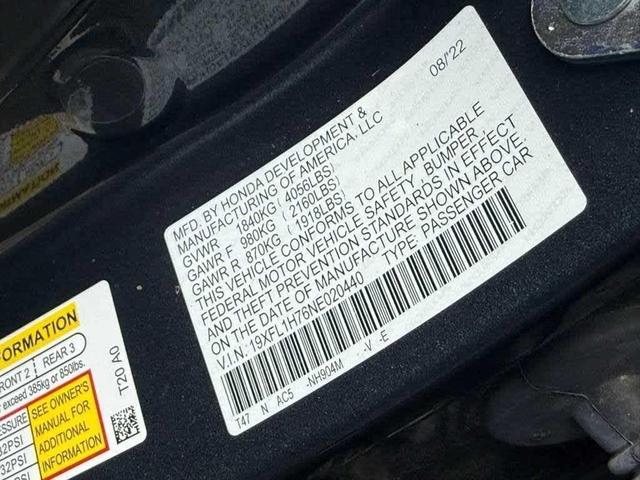 08/'22
MFD. BY HONDA DEVELOPMENT &
MANUFACTURING OF AMERICA, LLC
GVWR 1840KG (4056LBS)
GAWR F 980KG (2160LBS)
GAWR R 870KG (1918LBS)
THIS VEHICLE CONFORMS TO ALL APPLICABLE
FEDERAL MOTOR VEHICLE SAFETY, BUMPER,
AND THEFT PREVENTION STANDARDS IN EFFECT
ON THE DATE OF MANUFACTURE SHOWN ABOVE.
V.I.N: 19XFL1H76NE020440 TYPE: PASSENGER CAR
T47 N AC5 -NH904M -V -E
FORMATION
FRONT 2 REAR 3
exceed 385kg or 850lbs.
T20 A0
SEE OWNER'S
MANUAL FOR
ADDITIONAL
INFORMATION